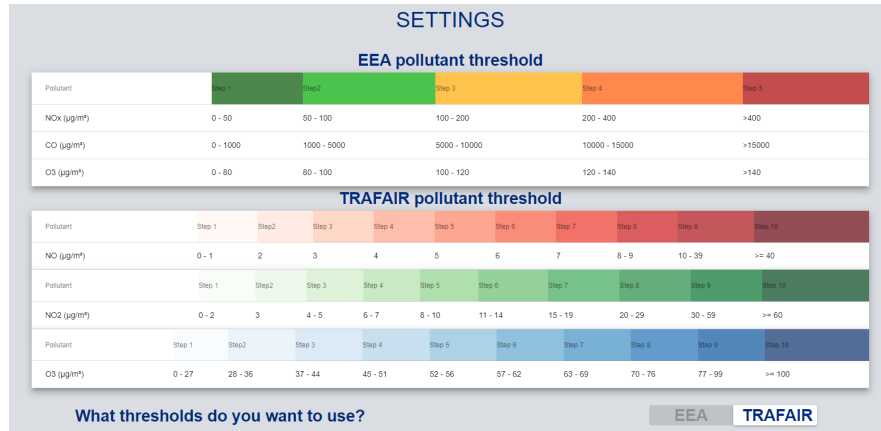 SETTINGS
EEA pollutant threshold
Pollutant Step 1 Step2 Step 3 Step 4 Step 5
NOx (µg/m³) 0 - 50 50 - 100 100 - 200 200 - 400 >400
CO (µg/m³) 0 - 1000 1000 - 5000 5000 - 10000 10000 - 15000 >15000
O3 (µg/m³) 0 - 80 80 - 100 100 - 120 120 - 140 >140
TRAFAIR pollutant threshold
Pollutant Step 1 Step2 Step 3 Step 4 Step 5 Step 6 Step 7 Step 8 Step 9 Step 10
NO (µg/m³) 0 - 1 2 3 4 5 6 7 8 - 9 10 - 39 >= 40
Pollutant Step 1 Step2 Step 3 Step 4 Step 5 Step 6 Step 7 Step 8 Step 9 Step 10
NO2 (µg/m³) 0 - 2 3 4 - 5 6 - 7 8 - 10 11 - 14 15 - 19 20 - 29 30 - 59 >= 60
Pollutant Step 1 Step2 Step 3 Step 4 Step 5 Step 6 Step 7 Step 8 Step 9 Step 10
O3 (µg/m³) 0 - 27 28 - 36 37 - 44 45 - 51 52 - 56 57 - 62 63 - 69 70 - 76 77 - 99 >= 100
What thresholds do you want to use? EEA TRAFAIR